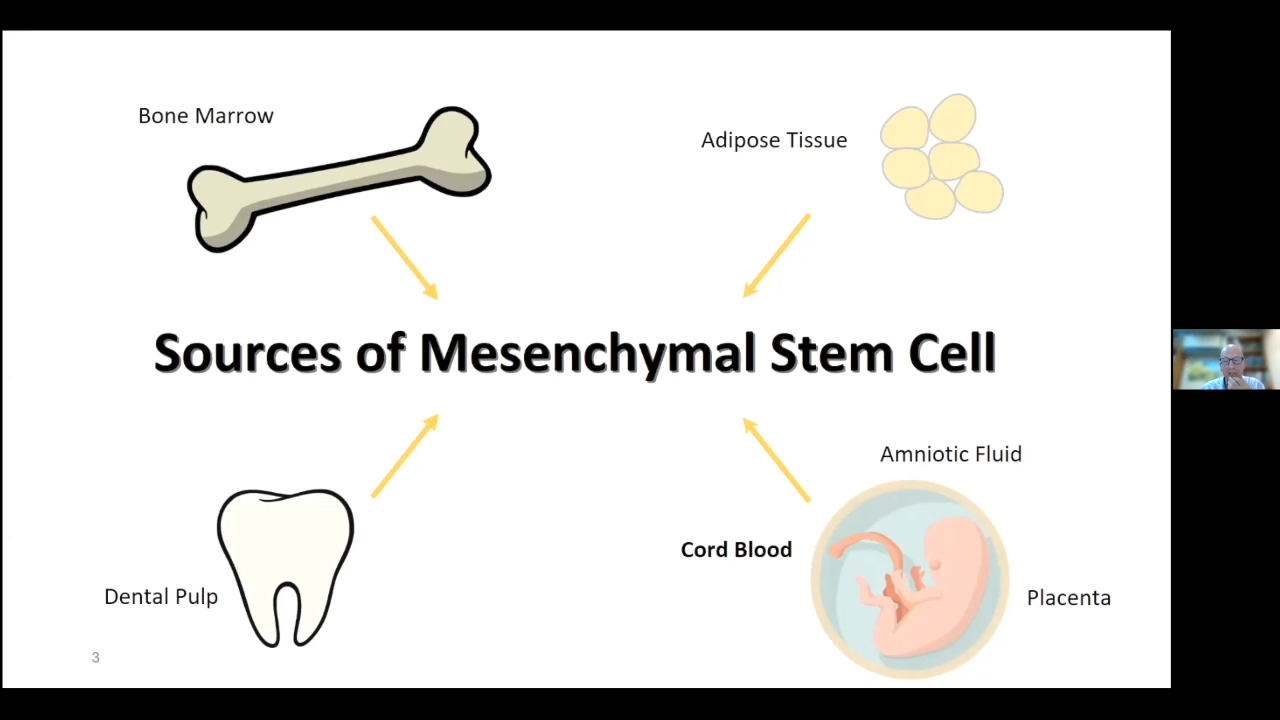 Bone Marrow
Adipose Tissue
Sources of Mesenchymal Stem Cell
Amniotic Fluid
Cord Blood
Dental Pulp
Placenta
3